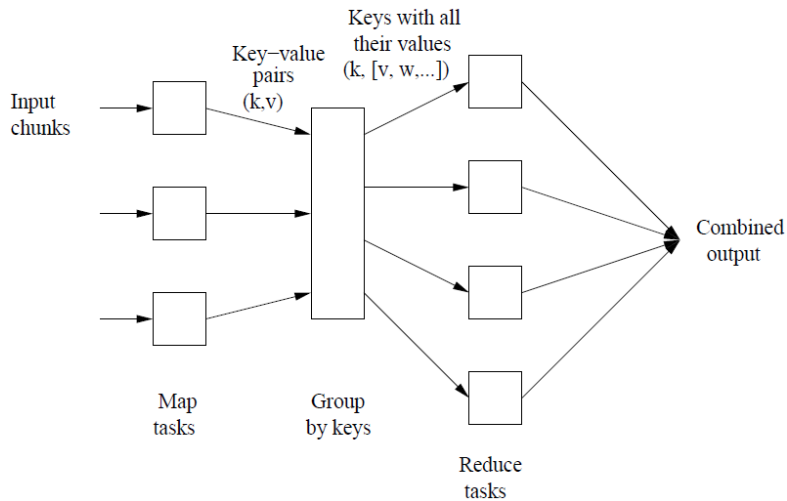 Keys with all
their values
(k, [v, w,...])
Key−value
pairs
(k,v)
Input
chunks
Combined
output
Map
tasks
Group
by keys
Reduce
tasks